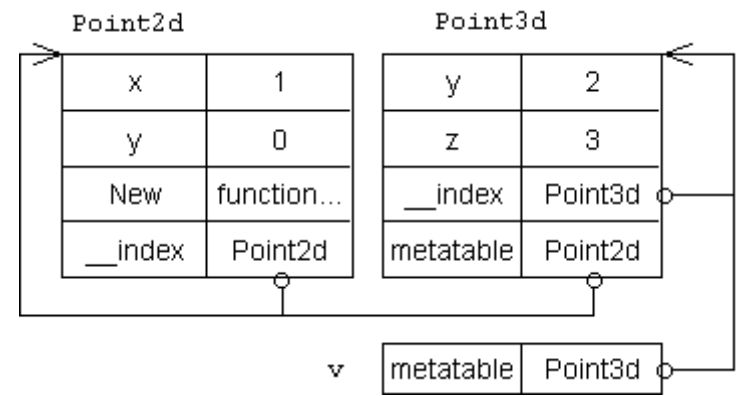 Point2d Point3d
x 1 y 2
y 0 z 3
New function... __index Point3d
__index Point2d metatable Point2d
v metatable Point3d